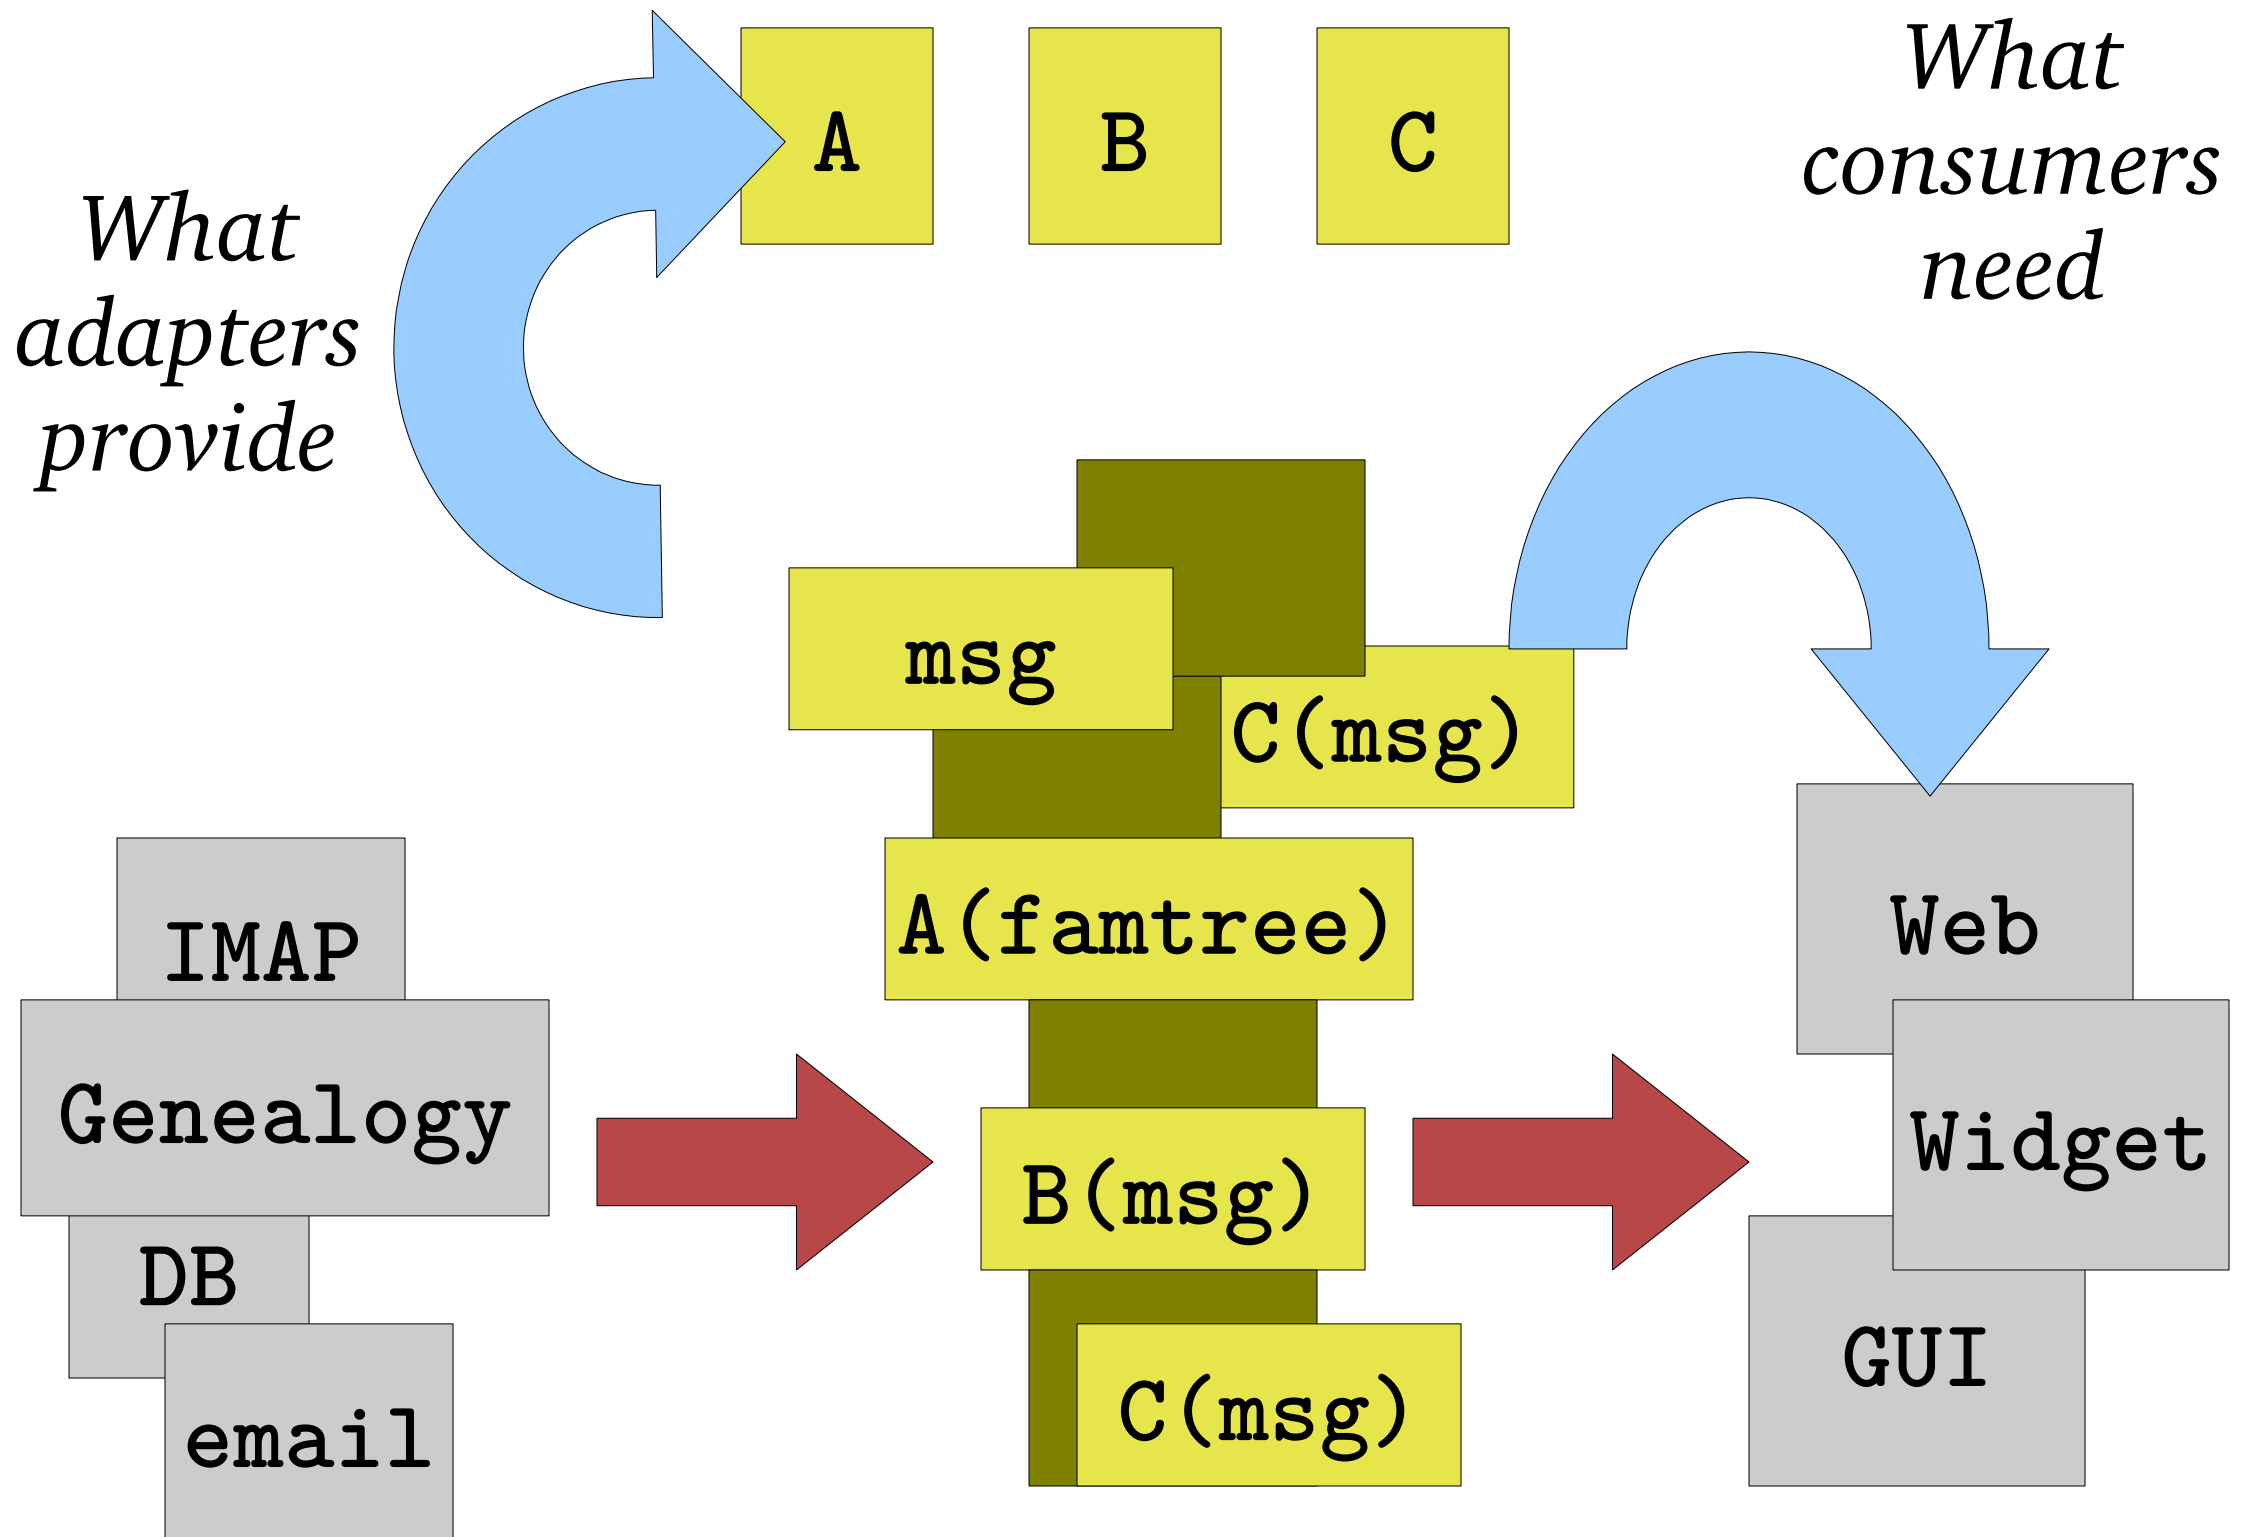 What
adapters
provide
A
B
C
What
consumers
need
msg
C(msg)
A(famtree)
B(msg)
C(msg)
IMAP
Genealogy
DB
email
Web
Widget
GUI